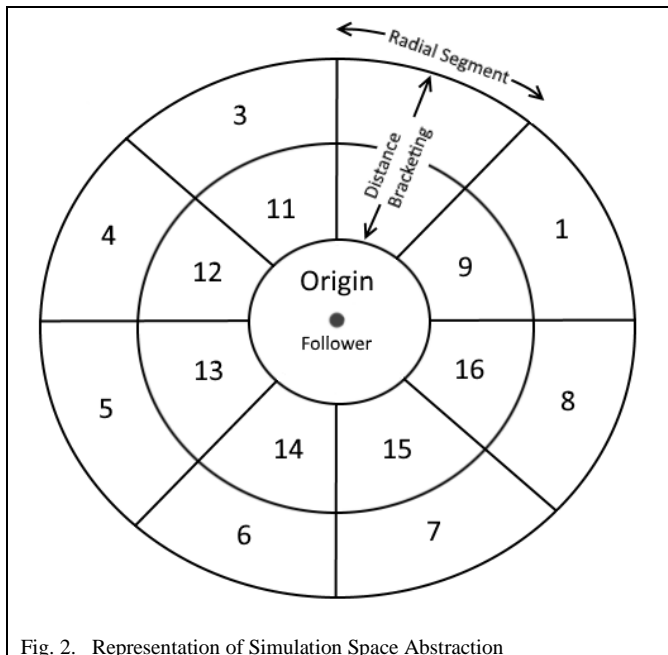 Radial Segment
Distance
Bracketing
3
4
11
1
12
9
Origin
Follower
13
16
5
8
14
15
6
7
Fig. 2. Representation of Simulation Space Abstraction